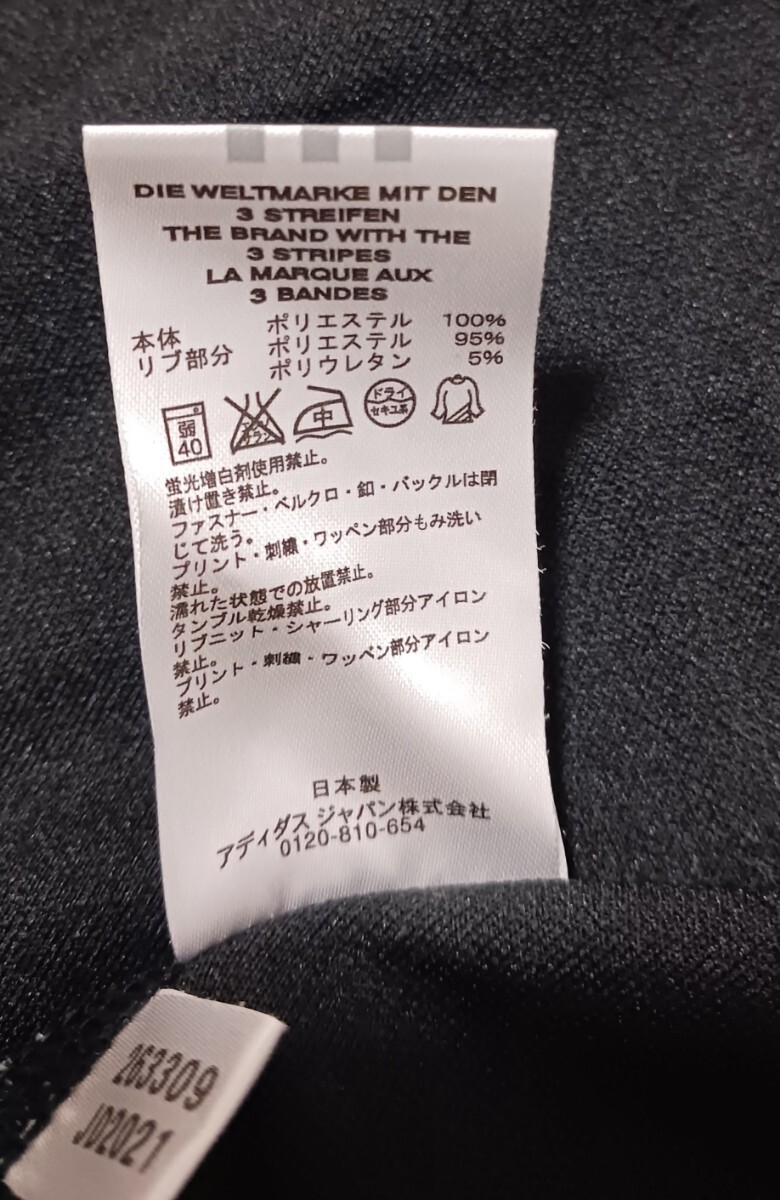 DIE WELTMARKE MIT DEN
3 STREIFEN
THE BRAND WITH THE
3 STRIPES
LA MARQUE AUX
3 BANDES
本体 ポリエステル 100%
リブ部分 ポリエステル 95%
ポリウレタン 5%
弱
40
エンソ
サラシ
中
ドライ
セキユ系
蛍光増白剤使用禁止。
漬け置き禁止。
ファスナー・ベルクロ・釦・バックルは閉
じて洗う。
プリント・刺繍・ワッペン部分もみ洗い
禁止。
濡れた状態での放置禁止。
タンブル乾燥禁止。
リブニット・シャーリング部分アイロン
禁止。
プリント・刺繍・ワッペン部分アイロン
禁止。
日本製
アディダス ジャパン株式会社
0120-810-654
263309
JD2021